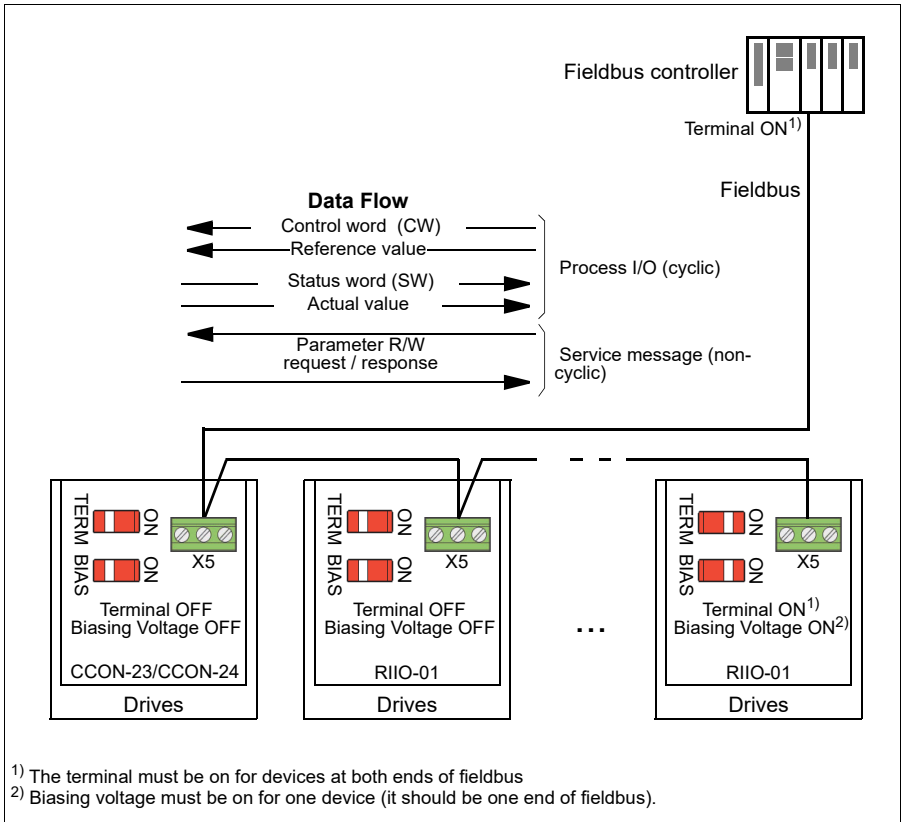 Fieldbus controller
Terminal ON1)
Fieldbus
Data Flow
Control word (CW)
Reference value
Status word (SW)
Actual value
Process I/O (cyclic)
Parameter R/W
request / response
Service message (non-
cyclic)
TERM
ON
BIAS
ON
X5
Terminal OFF
Biasing Voltage OFF
CCON-23/CCON-24
Drives
TERM
ON
BIAS
ON
X5
Terminal OFF
Biasing Voltage OFF
RIIO-01
Drives
...
TERM
ON
BIAS
ON
X5
Terminal ON1)
Biasing Voltage ON2)
RIIO-01
Drives
1) The terminal must be on for devices at both ends of fieldbus
2) Biasing voltage must be on for one device (it should be one end of fieldbus).